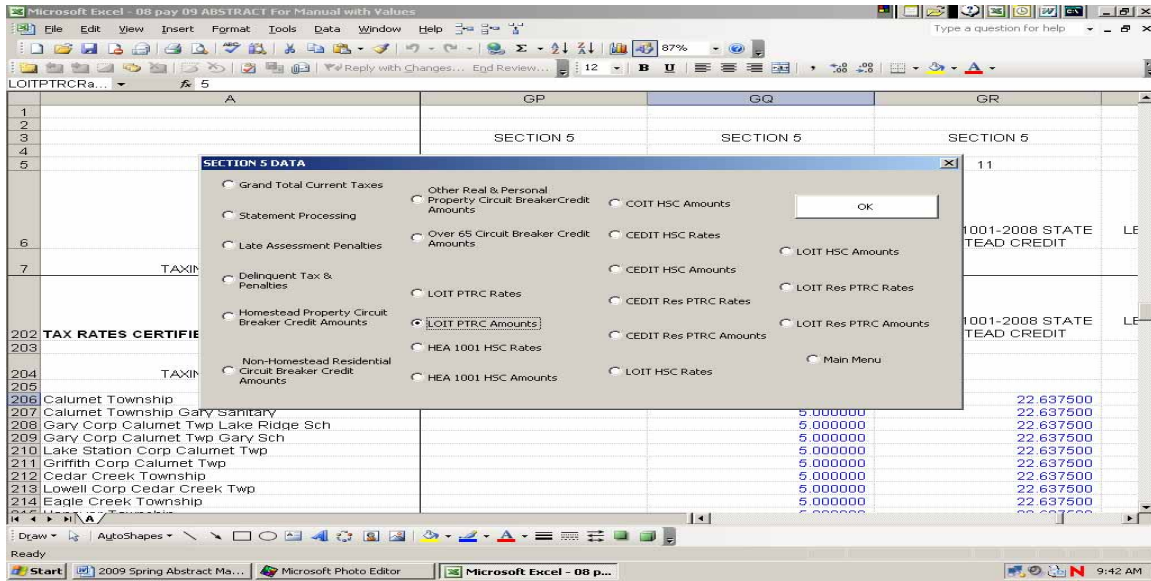 Microsoft Excel - 08 pay 09 ABSTRACT For Manual with Values
File Edit View Insert Format Tools Data Window Help
Type a question for help
87%
Reply with Changes... End Review...
12
B U
LOITPTRCRa...
fx 5
A GP GQ GR
1
2
3 SECTION 5 SECTION 5 SECTION 5
4
5 11
SECTION 5 DATA
Grand Total Current Taxes
Statement Processing
Late Assessment Penalties
Delinquent Tax &
Penalties
Homestead Property Circuit
Breaker Credit Amounts
Non-Homestead Residential
Circuit Breaker Credit
Amounts
Other Real & Personal
Property Circuit BreakerCredit
Amounts
Over 65 Circuit Breaker Credit
Amounts
LOIT PTRC Rates
LOIT PTRC Amounts
HEA 1001 HSC Rates
HEA 1001 HSC Amounts
COIT HSC Amounts
CEDIT HSC Rates
CEDIT HSC Amounts
CEDIT Res PTRC Rates
CEDIT Res PTRC Amounts
LOIT HSC Rates
OK
LOIT HSC Amounts
LOIT Res PTRC Rates
LOIT Res PTRC Amounts
Main Menu
1001-2008 STATE
6 TEAD CREDIT LE
7 TAXIN
1001-2008 STATE LE
202 TAX RATES CERTIFIE TEAD CREDIT
203
204 TAXIN
205
206 Calumet Township 22.637500
207 Calumet Township Gary Sanitary 5.000000 22.637500
208 Gary Corp Calumet Twp Lake Ridge Sch 5.000000 22.637500
209 Gary Corp Calumet Twp Gary Sch 5.000000 22.637500
210 Lake Station Corp Calumet Twp 5.000000 22.637500
211 Griffith Corp Calumet Twp 5.000000 22.637500
212 Cedar Creek Township 5.000000 22.637500
213 Lowell Corp Cedar Creek Twp 5.000000 22.637500
214 Eagle Creek Township 5.000000 22.637500
A
Draw AutoShapes
Ready
Start 2009 Spring Abstract Ma... Microsoft Photo Editor Microsoft Excel - 08 p... 9:42 AM